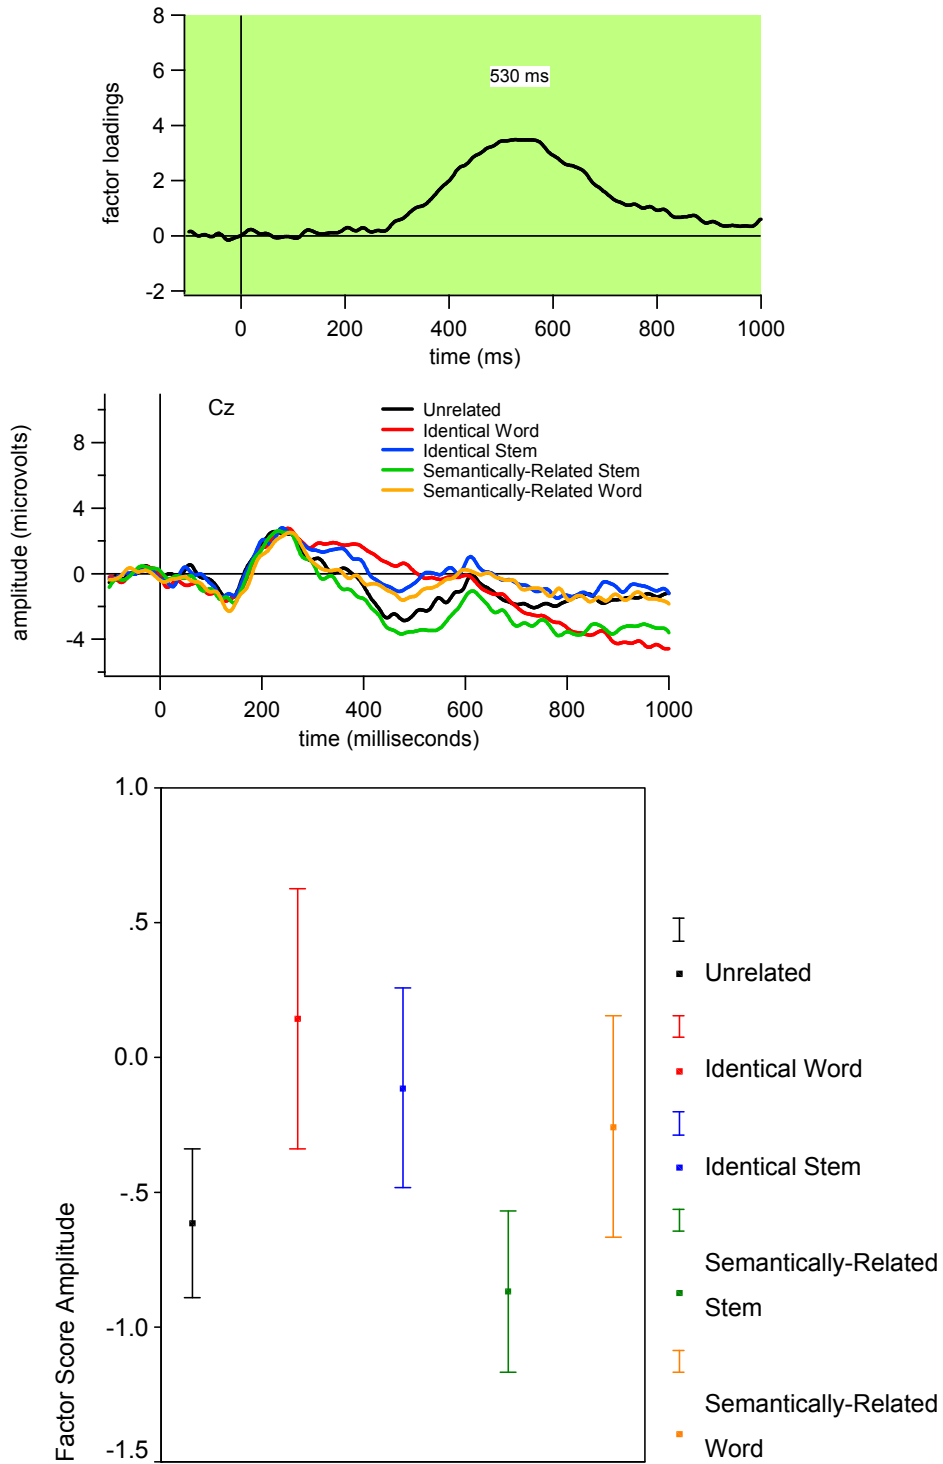 8
6
4
2
0
-2
factor loadings
530 ms
0 200 400 600 800 1000
time (ms)
Cz
Unrelated
Identical Word
Identical Stem
Semantically-Related Stem
Semantically-Related Word
8
4
0
-4
amplitude (microvolts)
0 200 400 600 800 1000
time (milliseconds)
1.0
.5
0.0
-.5
-1.0
-1.5
Factor Score Amplitude
Unrelated
Identical Word
Identical Stem
Semantically-Related
Stem
Semantically-Related
Word